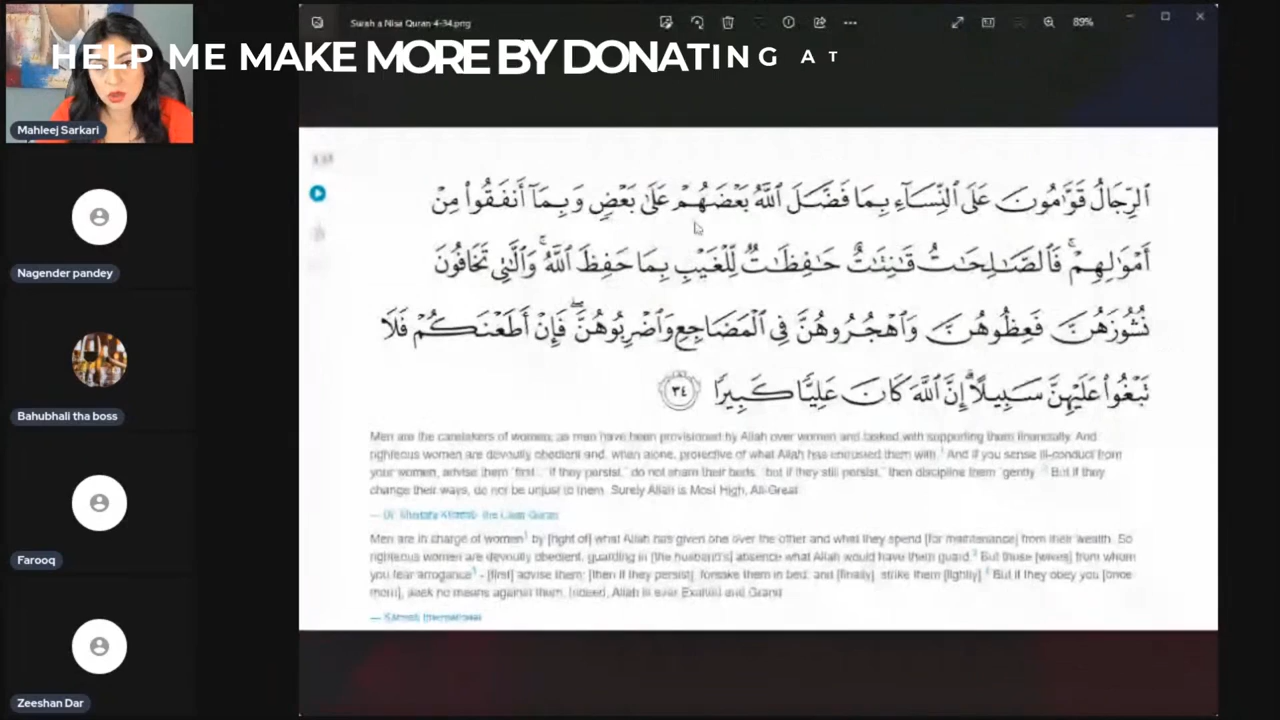 Surah a Nisa Quran 4-34.png
89%
HELP ME MAKE MORE BY DONATING AT
Mahleej Sarkari
Nagender pandey
Bahubhali tha boss
Farooq
Zeeshan Dar
ٱلرِّجَالُ قَوَّٰمُونَ عَلَى ٱلنِّسَآءِ بِمَا فَضَّلَ ٱللَّهُ بَعْضَهُمْ عَلَىٰ بَعْضٍ وَبِمَآ أَنفَقُوا۟ مِنْ
أَمْوَٰلِهِمْ ۚ فَٱلصَّـٰلِحَـٰتُ قَـٰنِتَـٰتٌ حَـٰفِظَـٰتٌ لِّلْغَيْبِ بِمَا حَفِظَ ٱللَّهُ ۚ وَٱلَّـٰتِى تَخَافُونَ
نُشُوزَهُنَّ فَعِظُوهُنَّ وَٱهْجُرُوهُنَّ فِى ٱلْمَضَاجِعِ وَٱضْرِبُوهُنَّ ۖ فَإِنْ أَطَعْنَكُمْ فَلَا
تَبْغُوا۟ عَلَيْهِنَّ سَبِيلًا ۗ إِنَّ ٱللَّهَ كَانَ عَلِيًّا كَبِيرًا ٣٤
Men are the caretakers of women, as men have been provisioned by Allah over women and tasked with supporting them financially. And
righteous women are devoutly obedient and, when alone, protective of what Allah has entrusted them with.¹ And if you sense ill-conduct from
your women, advise them ˹first˺, ˹if they persist,˺ do not share their beds, ˹but if they still persist,˺ then discipline them ˹gently˺.² But if they
change their ways, do not be unjust to them. Surely Allah is Most High, All-Great.
— Dr. Mustafa Khattab, the Clear Quran
Men are in charge of women¹ by [right of] what Allah has given one over the other and what they spend [for maintenance] from their wealth. So
righteous women are devoutly obedient, guarding in [the husband's] absence what Allah would have them guard.² But those [wives] from whom
you fear arrogance³ - [first] advise them; [then if they persist], forsake them in bed; and [finally], strike them [lightly].⁴ But if they obey you [once
more], seek no means against them. Indeed, Allah is ever Exalted and Grand.
— Saheeh International